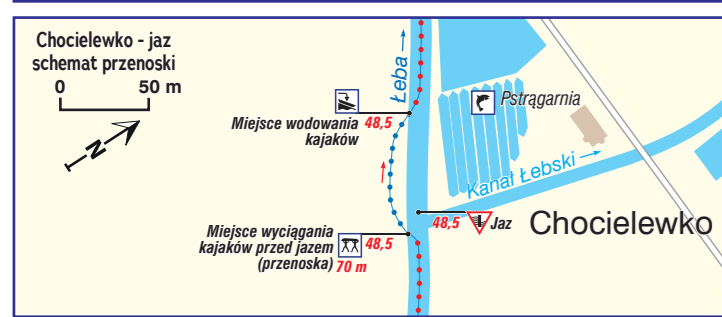 Chocielewko - jaz
schemat przenoski
0 50 m
N
Łeba
Pstrągarnia
Miejsce wodowania 48,5
kajaków
Kanał Łebski
Miejsce wyciągania
kajaków przed jazem 48,5
(przenoska) 70 m
48,5 Jaz
Chocielewko